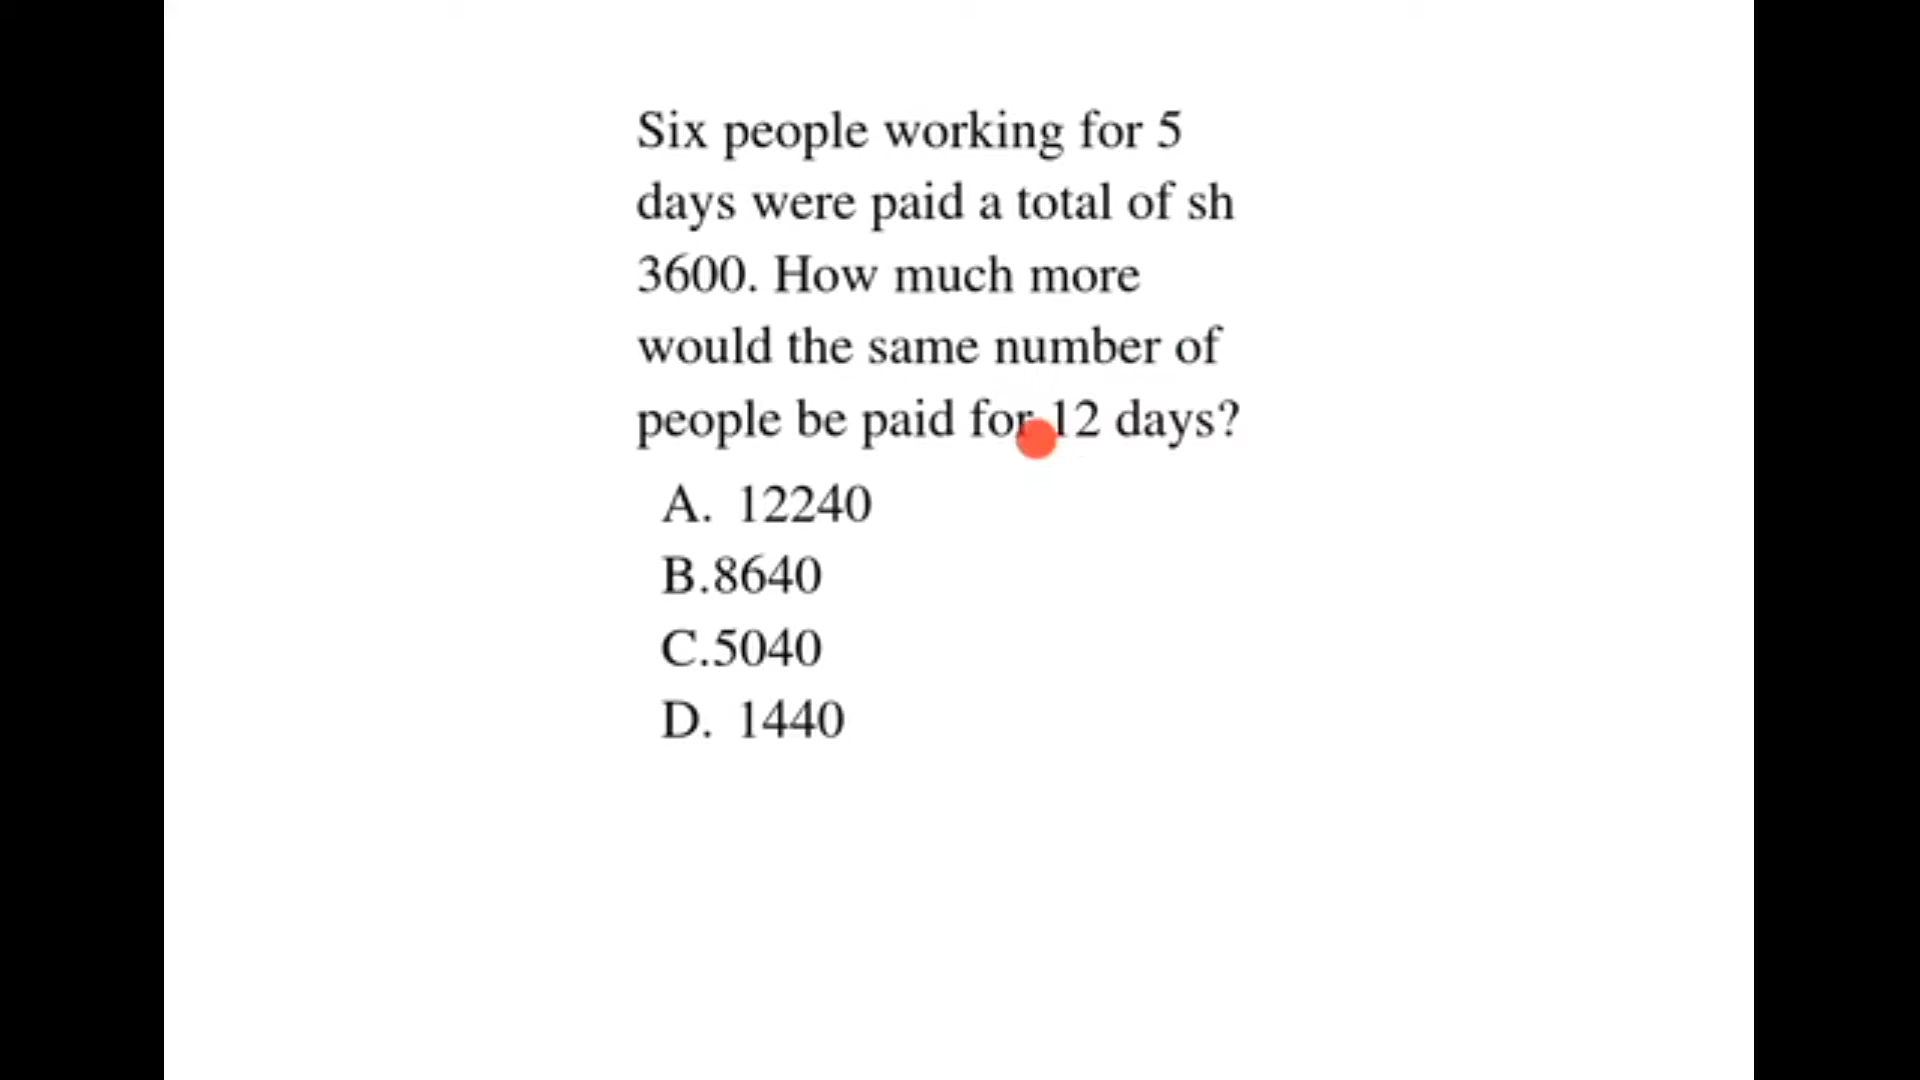 Six people working for 5
days were paid a total of sh
3600. How much more
would the same number of
people be paid for 12 days?
A. 12240
B.8640
C.5040
D. 1440